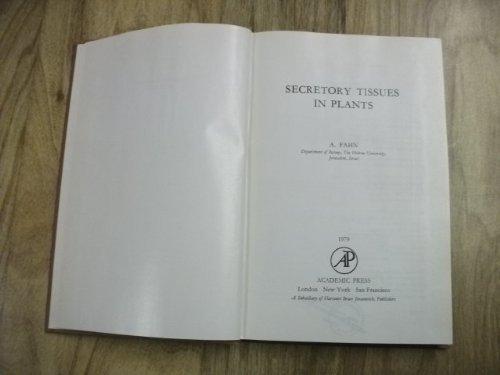 SECRETORY TISSUES
IN PLANTS
A. FAHN
Department of Botany, The Hebrew University,
Jerusalem, Israel
1979
AP
ACADEMIC PRESS
London New York San Francisco
A Subsidiary of Harcourt Brace Jovanovich, Publishers